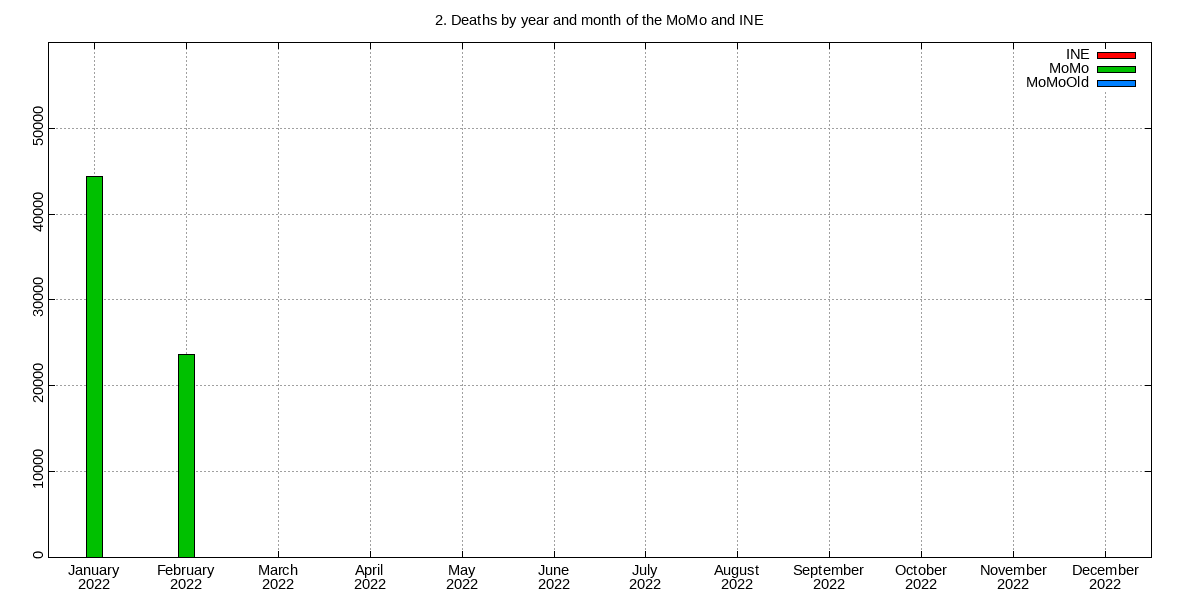 2. Deaths by year and month of the MoMo and INE
INE
MoMo
MoMoOld
50000
40000
30000
20000
10000
0
January February March April May June July August September October November December
2022 2022 2022 2022 2022 2022 2022 2022 2022 2022 2022 2022